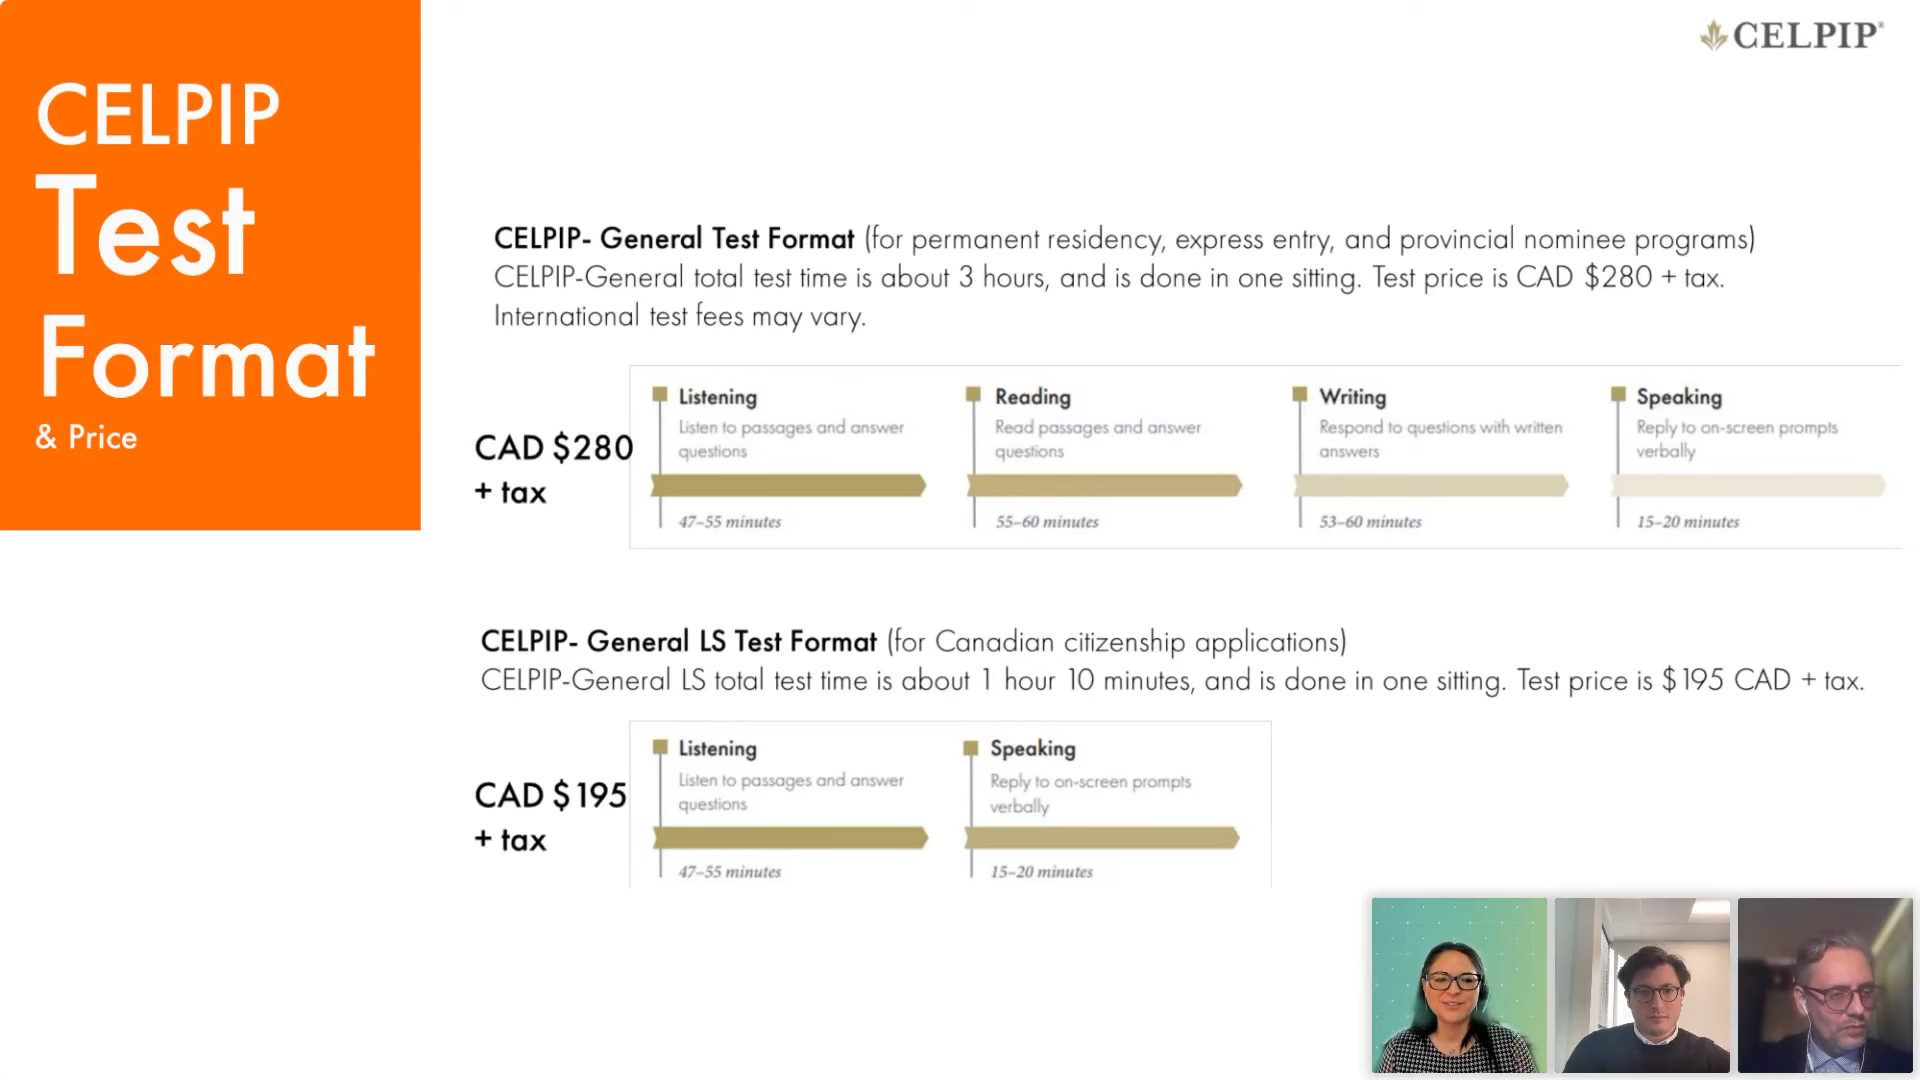 CELPIP
CELPIP
Test
Format
& Price
CELPIP- General Test Format (for permanent residency, express entry, and provincial nominee programs)
CELPIP-General total test time is about 3 hours, and is done in one sitting. Test price is CAD $280 + tax.
International test fees may vary.
CAD $280
+ tax
Listening
Listen to passages and answer
questions
47–55 minutes
Reading
Read passages and answer
questions
55–60 minutes
Writing
Respond to questions with written
answers
53–60 minutes
Speaking
Reply to on-screen prompts
verbally
15–20 minutes
CELPIP- General LS Test Format (for Canadian citizenship applications)
CELPIP-General LS total test time is about 1 hour 10 minutes, and is done in one sitting. Test price is $195 CAD + tax.
CAD $195
+ tax
Listening
Listen to passages and answer
questions
47–55 minutes
Speaking
Reply to on-screen prompts
verbally
15–20 minutes